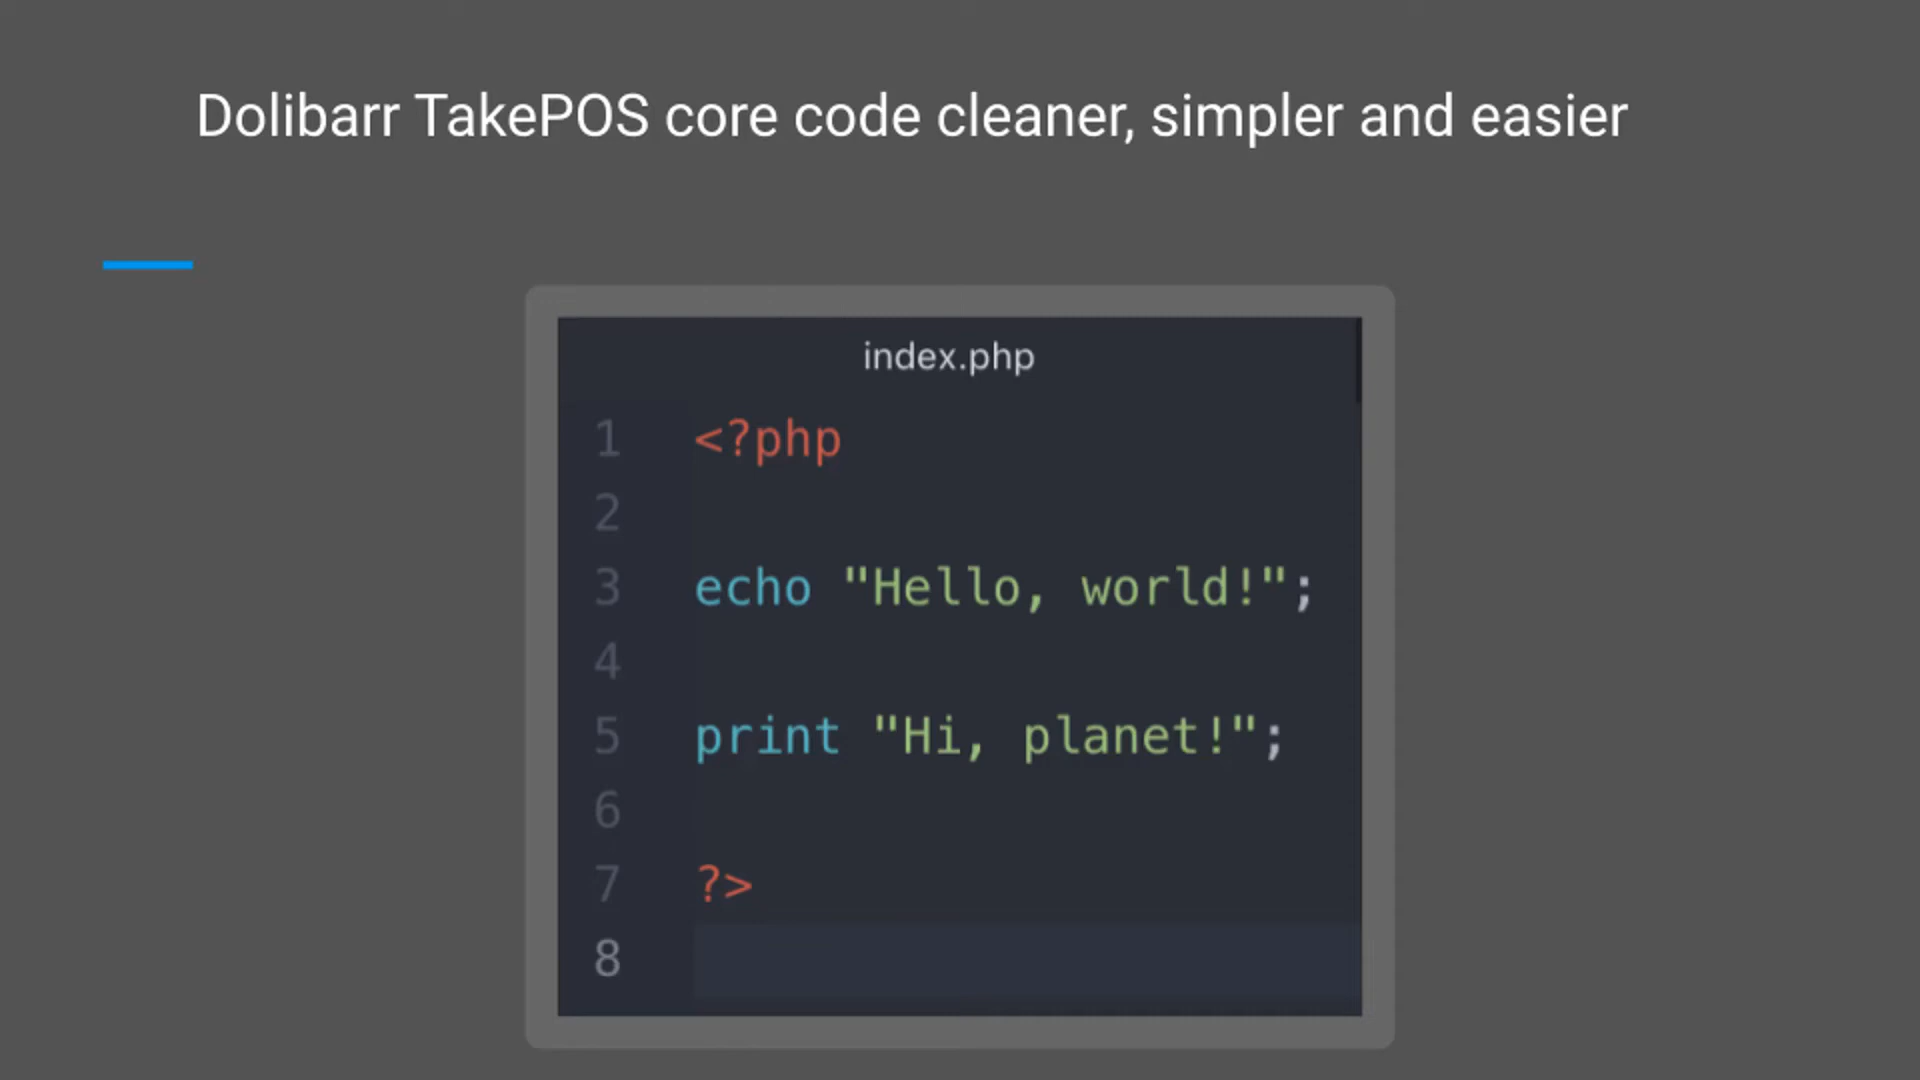 Dolibarr TakePOS core code cleaner, simpler and easier
index.php
1 <?php
2
3 echo "Hello, world!";
4
5 print "Hi, planet!";
6
7 ?>
8